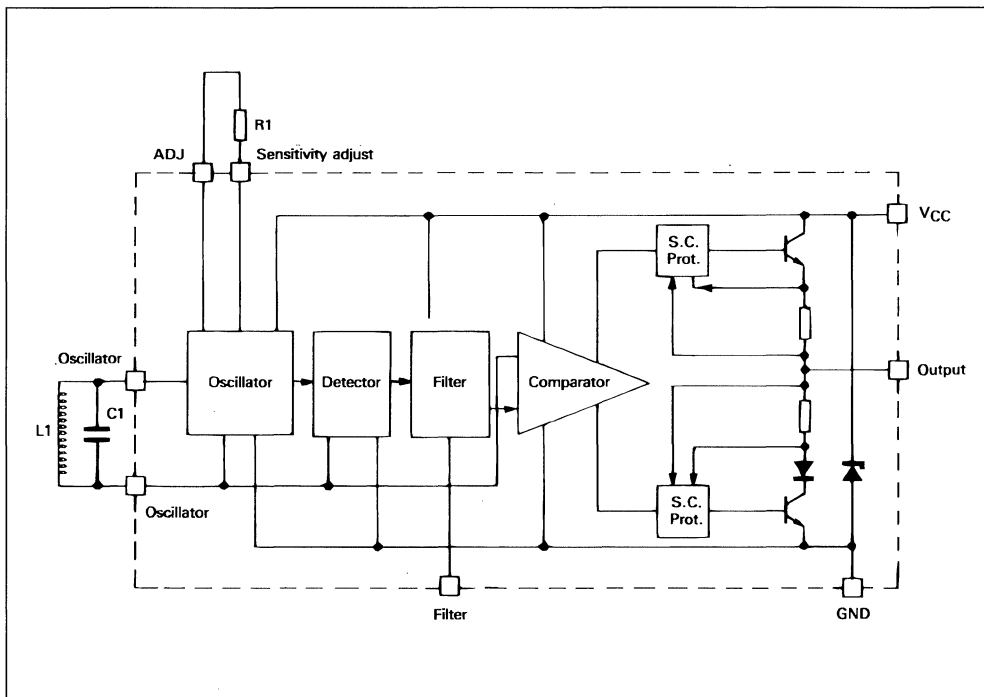 R1
ADJ
Sensitivity adjust
VCC
S.C.
Prot.
Oscillator
Oscillator
Detector
Filter
Comparator
Output
L1
C1
Oscillator
S.C.
Prot.
Filter
GND